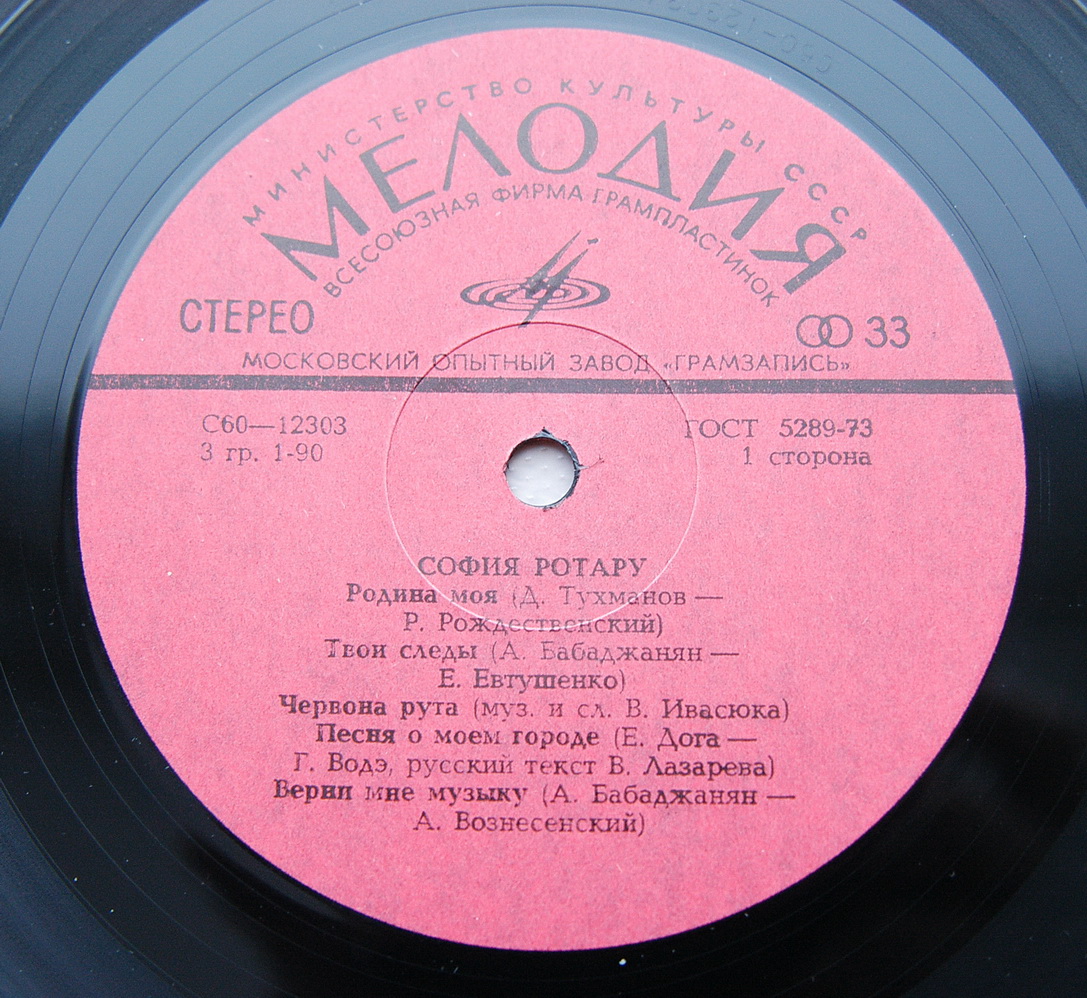 МИНИСТЕРСТВО КУЛЬТУРЫ СССР
МЕЛОДИЯ
ВСЕСОЮЗНАЯ ФИРМА ГРАМПЛАСТИНОК
СТЕРЕО
33
МОСКОВСКИЙ ОПЫТНЫЙ ЗАВОД «ГРАМЗАПИСЬ»
С60—12303
ГОСТ 5289-73
3 гр. 1-90
1 сторона
СОФИЯ РОТАРУ
Родина моя (Д. Тухманов —
Р. Рождественский)
Твои следы (А. Бабаджанян —
Е. Евтушенко)
Червона рута (муз. и сл. В. Ивасюка)
Песня о моем городе (Е. Дога —
Г. Водэ, русский текст В. Лазарева)
Верни мне музыку (А. Бабаджанян —
А. Вознесенский)